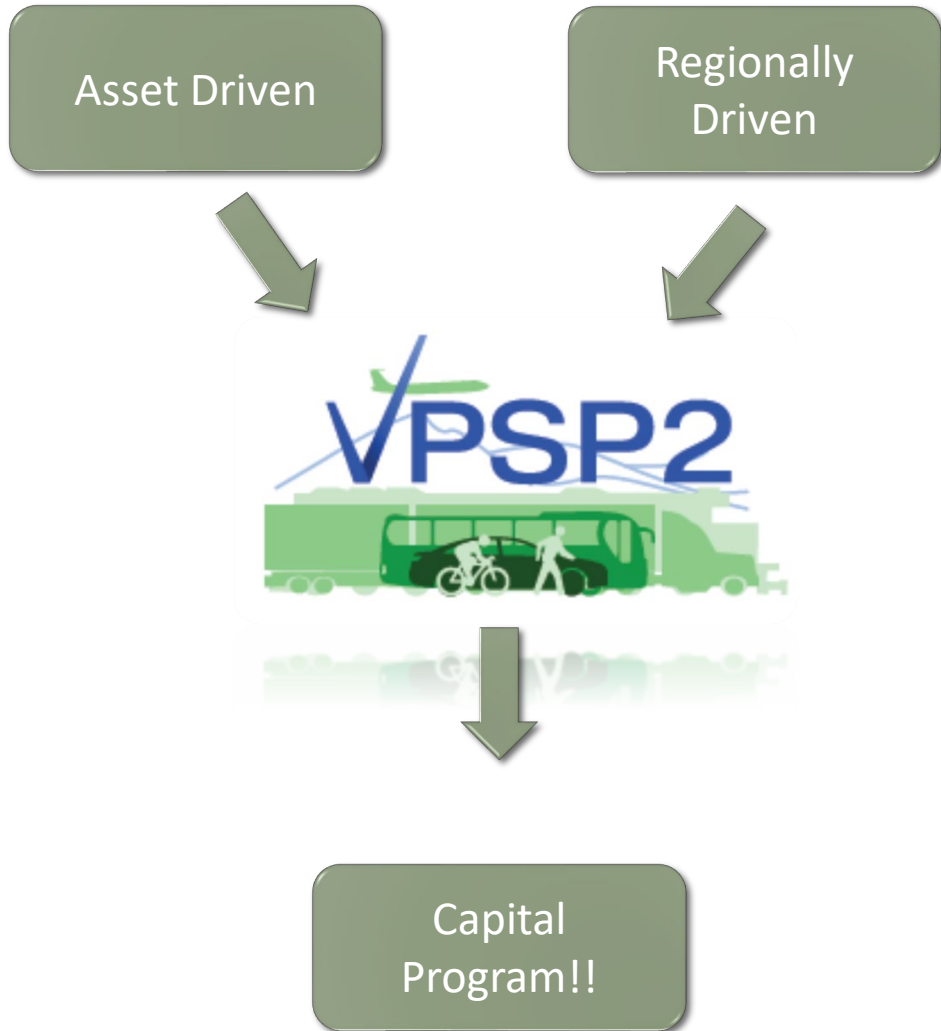 Asset Driven
Regionally
Driven
VPSP2
Capital
Program!!